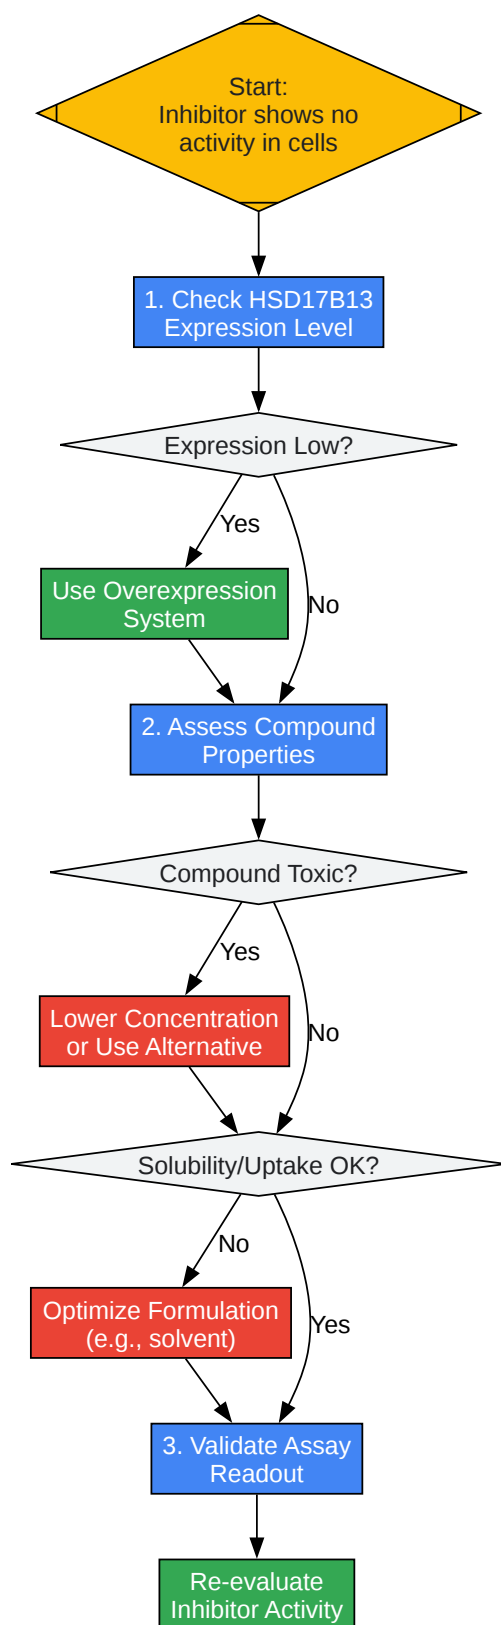 Start:
Inhibitor shows no
activity in cells
1. Check HSD17B13
Expression Level
Expression Low?
Yes
Use Overexpression
System
No
2. Assess Compound
Properties
Compound Toxic?
Yes
Lower Concentration
or Use Alternative
No
Solubility/Uptake OK?
No
Optimize Formulation
(e.g., solvent)
Yes
3. Validate Assay
Readout
Re-evaluate
Inhibitor Activity